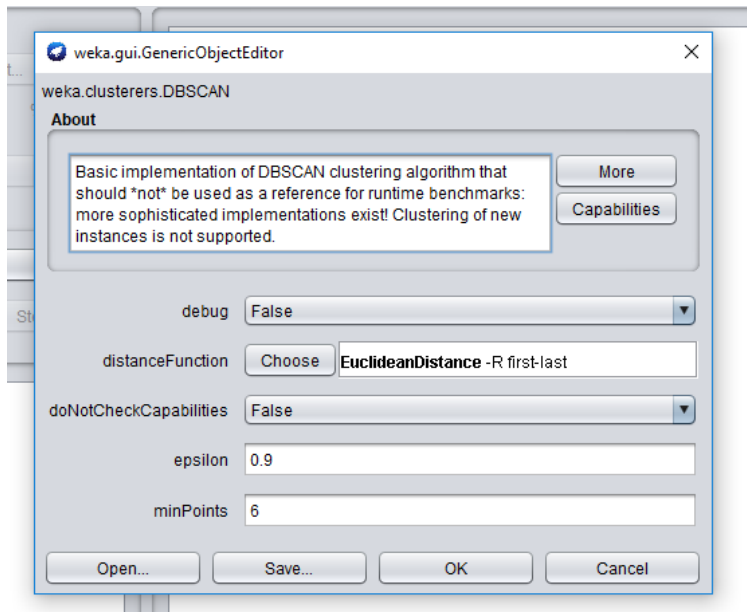 weka.gui.GenericObjectEditor
weka.clusterers.DBSCAN
About
Basic implementation of DBSCAN clustering algorithm that
should *not* be used as a reference for runtime benchmarks:
more sophisticated implementations exist! Clustering of new
instances is not supported.
More
Capabilities
debug False
distanceFunction Choose EuclideanDistance -R first-last
doNotCheckCapabilities False
epsilon 0.9
minPoints 6
Open... Save... OK Cancel